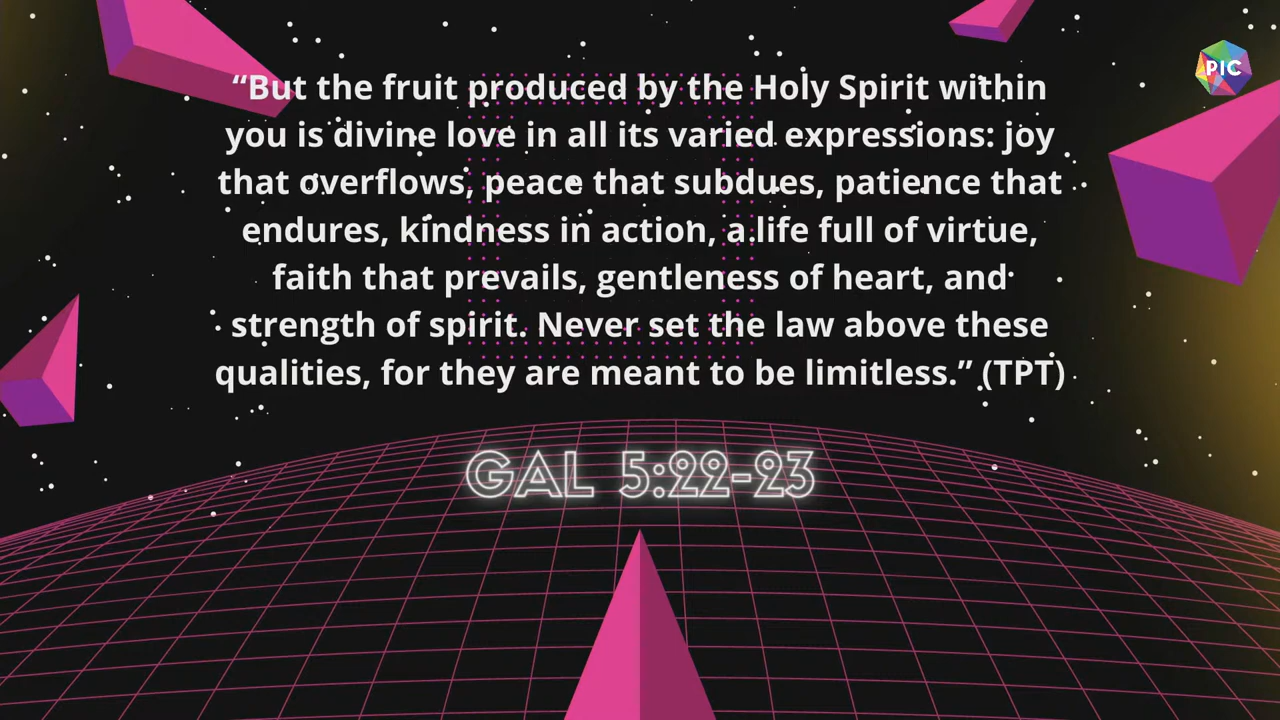 PIC
“But the fruit produced by the Holy Spirit within
you is divine love in all its varied expressions: joy
that overflows, peace that subdues, patience that
endures, kindness in action, a life full of virtue,
faith that prevails, gentleness of heart, and
strength of spirit. Never set the law above these
qualities, for they are meant to be limitless.” (TPT)
GAL 5:22-23